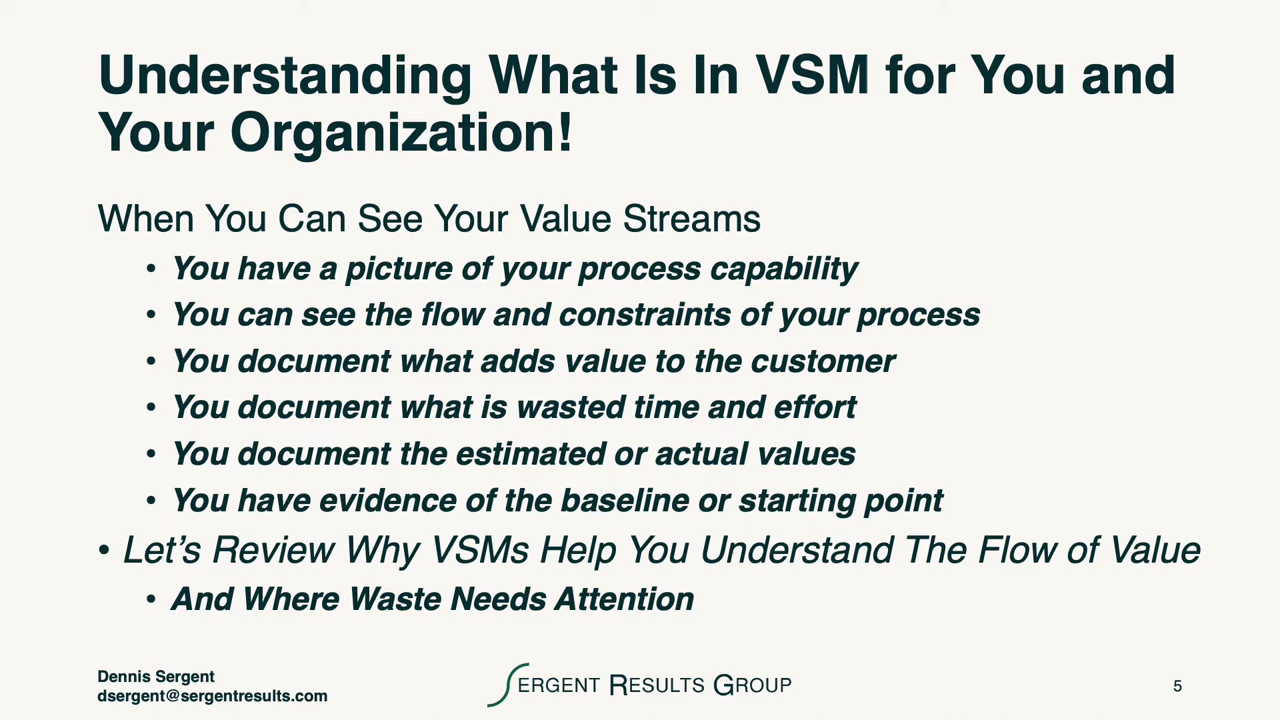 Understanding What Is In VSM for You and
Your Organization!
When You Can See Your Value Streams
• You have a picture of your process capability
• You can see the flow and constraints of your process
• You document what adds value to the customer
• You document what is wasted time and effort
• You document the estimated or actual values
• You have evidence of the baseline or starting point
• Let’s Review Why VSMs Help You Understand The Flow of Value
• And Where Waste Needs Attention
Dennis Sergent
dsergent@sergentresults.com
SERGENT RESULTS GROUP
5